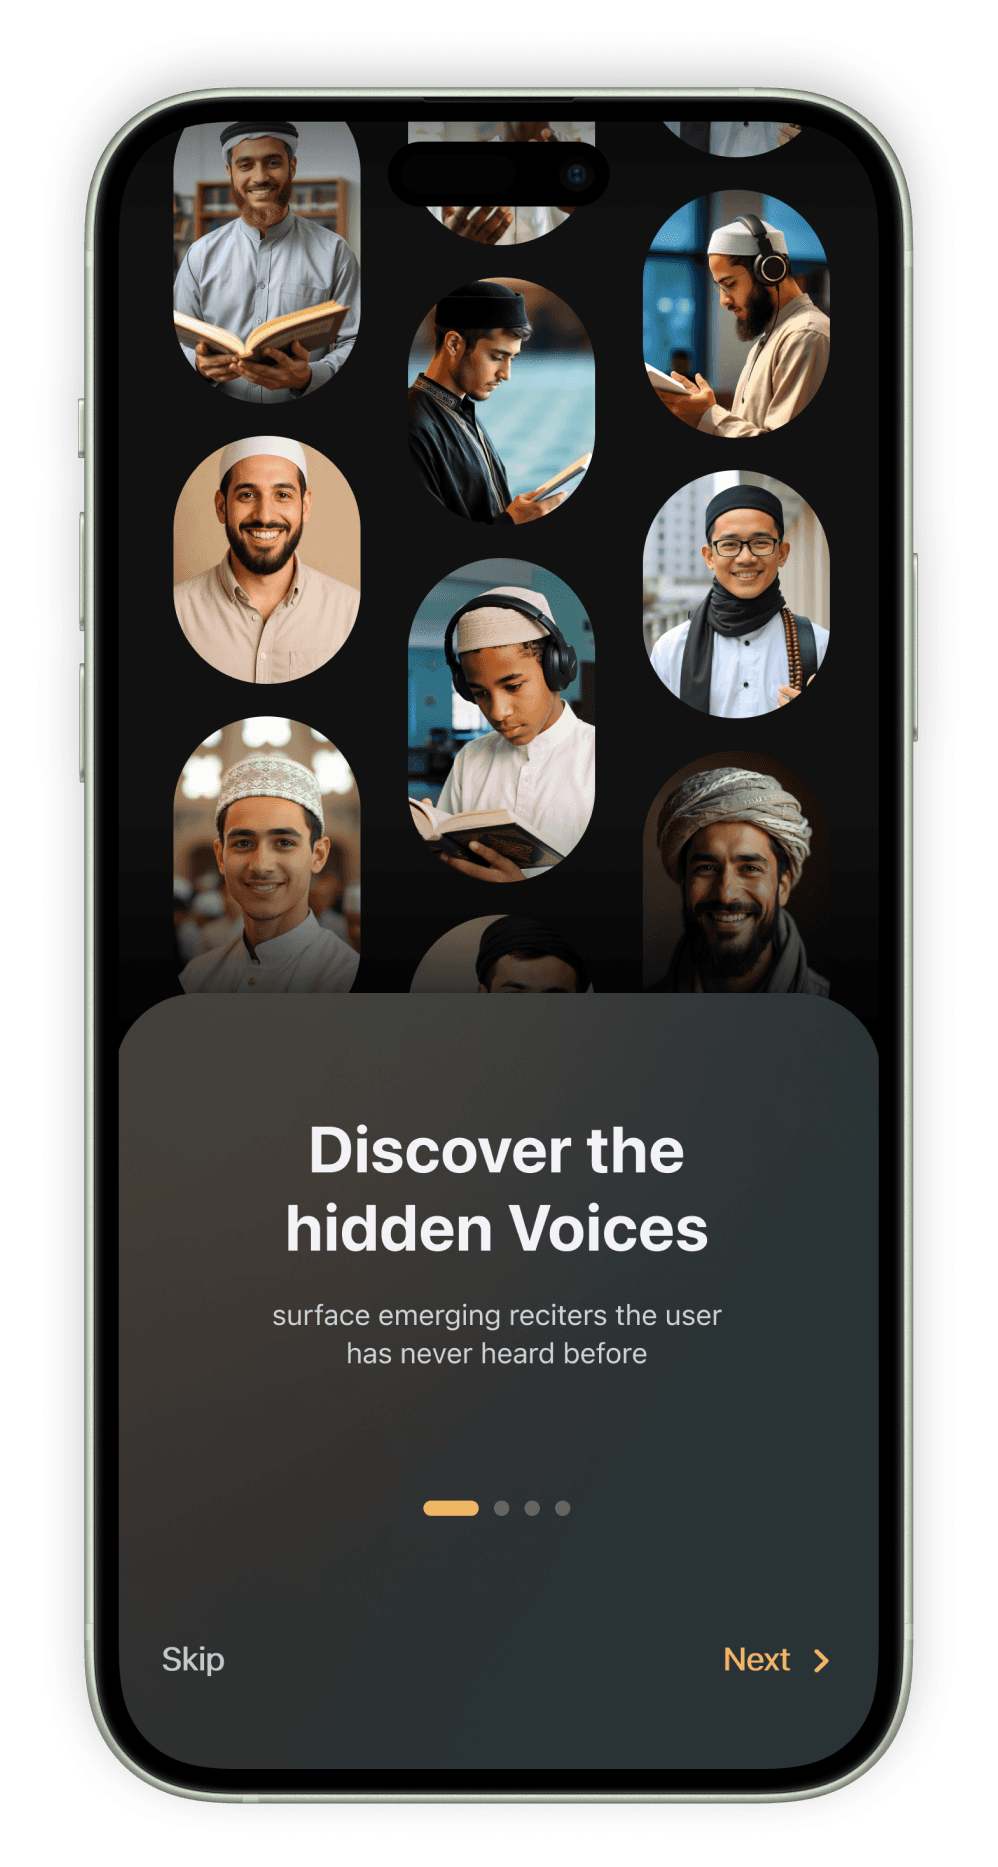 Discover the
hidden Voices
surface emerging reciters the user
has never heard before
Skip
Next